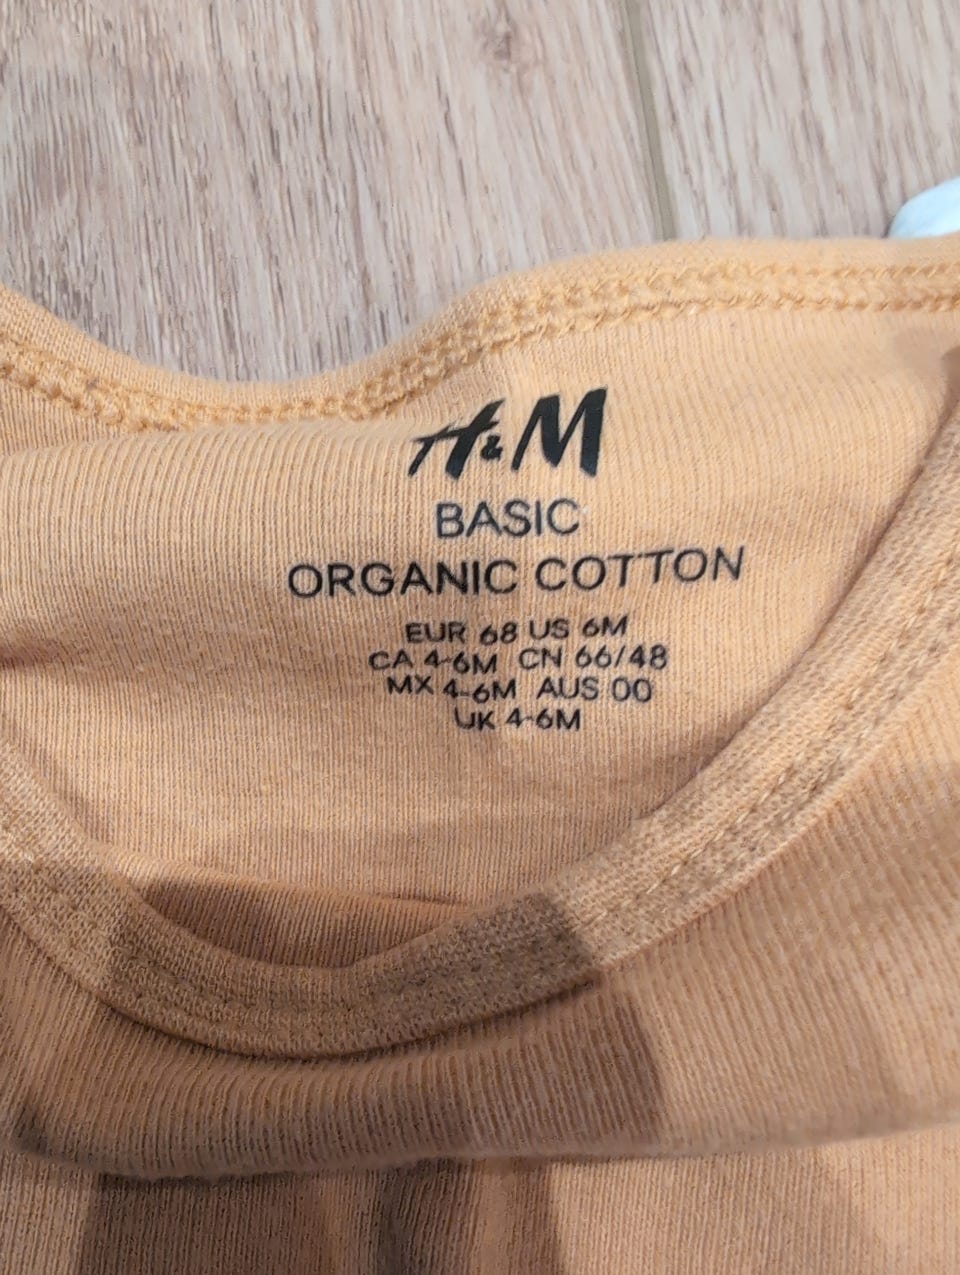 H&M
BASIC
ORGANIC COTTON
EUR 68 US 6M
CA 4-6M CN 66/48
MX 4-6M AUS 00
UK 4-6M